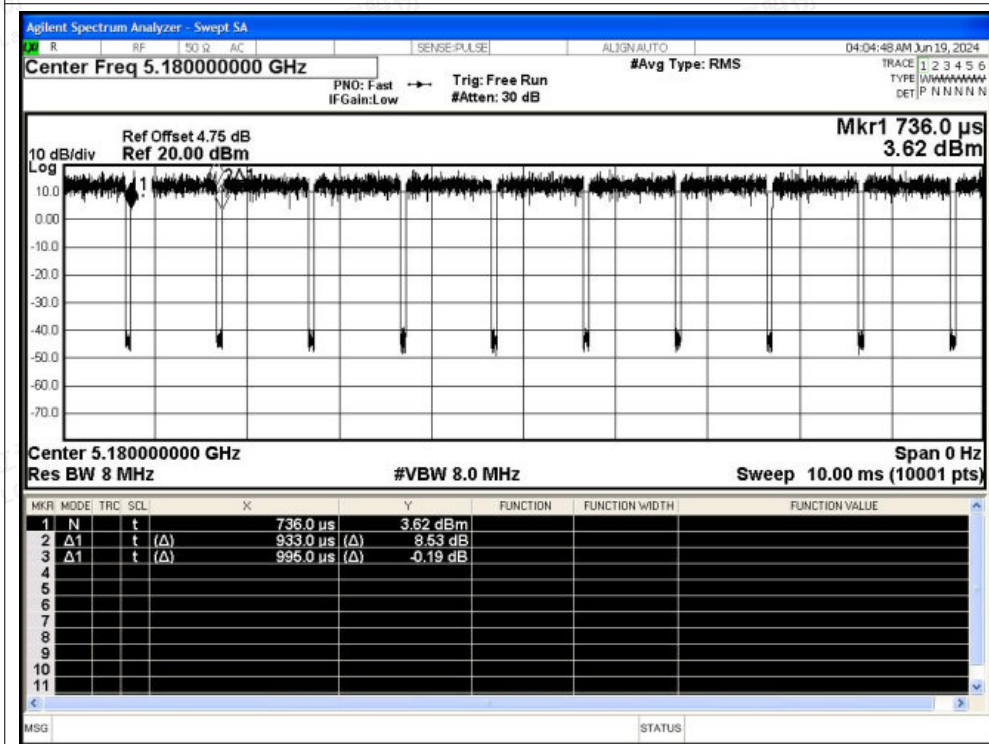 Agilent Spectrum Analyzer - Swept SA
LXI R RF 50 Ω AC SENSE:PULSE ALIGN AUTO 04:04:48 AM Jun 19, 2024
Center Freq 5.180000000 GHz #Avg Type: RMS TRACE 1 2 3 4 5 6
PNO: Fast Trig: Free Run TYPE WWWWWW
IFGain:Low #Atten: 30 dB DET P N N N N N
Mkr1 736.0 µs
Ref Offset 4.75 dB
10 dB/div Ref 20.00 dBm 3.62 dBm
Log
10.0
0.00
-10.0
-20.0
-30.0
-40.0
-50.0
-60.0
-70.0
1
Center 5.180000000 GHz Span 0 Hz
Res BW 8 MHz #VBW 8.0 MHz Sweep 10.00 ms (10001 pts)
MKR MODE TRC SCL X Y FUNCTION FUNCTION WIDTH FUNCTION VALUE
1 N t 736.0 µs 3.62 dBm
2 Δ1 t (Δ) 933.0 µs (Δ) 8.53 dB
3 Δ1 t (Δ) 995.0 µs (Δ) -0.19 dB
4
5
6
7
8
9
10
11
MSG STATUS